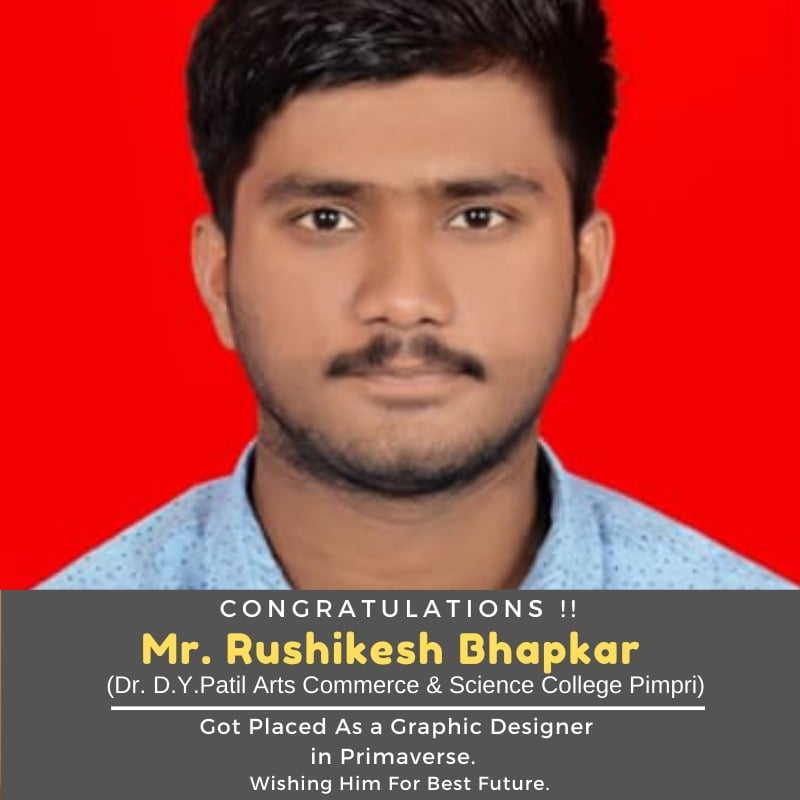 CONGRATULATIONS !!
Mr. Rushikesh Bhapkar
(Dr. D.Y.Patil Arts Commerce & Science College Pimpri)
Got Placed As a Graphic Designer
in Primaverse.
Wishing Him For Best Future.